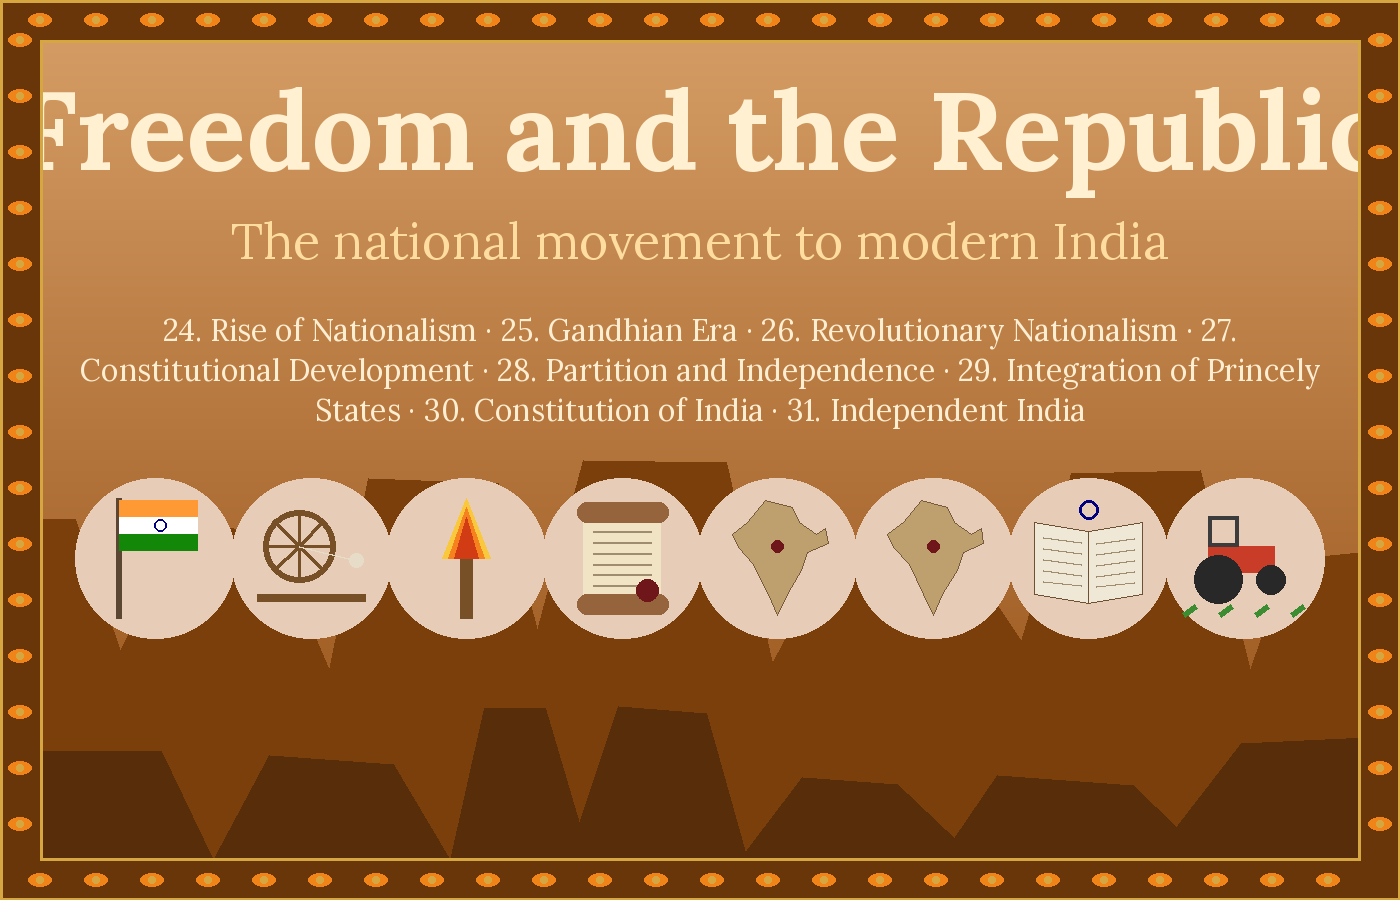 Freedom and the Republic
The national movement to modern India
24. Rise of Nationalism · 25. Gandhian Era · 26. Revolutionary Nationalism · 27.
Constitutional Development · 28. Partition and Independence · 29. Integration of Princely
States · 30. Constitution of India · 31. Independent India